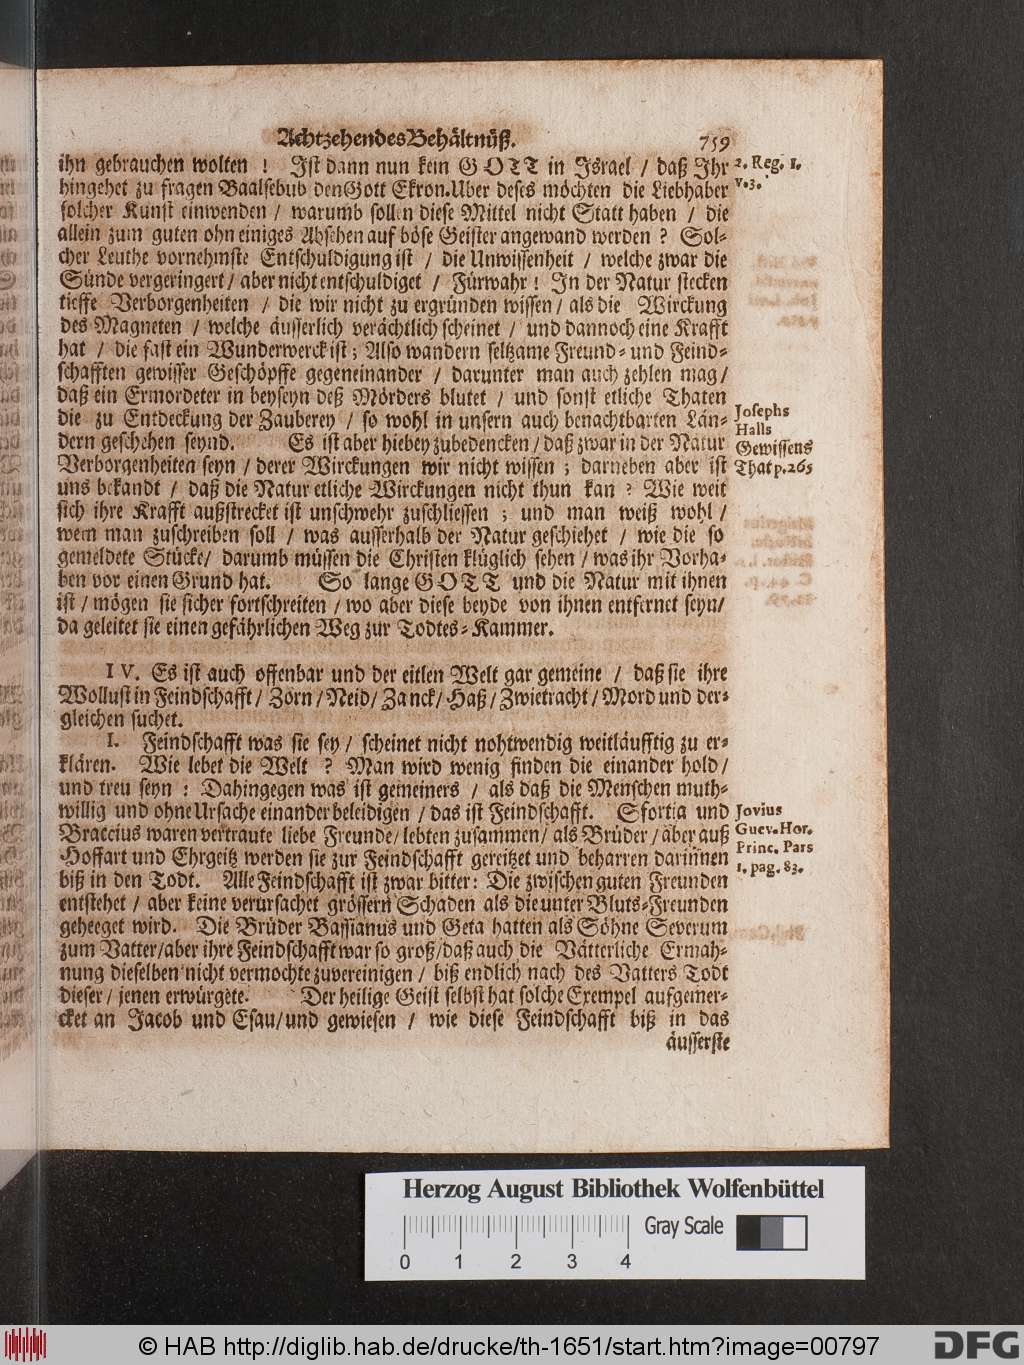 Achtzehendes Behältnüß. 759
ihn gebrauchen wolten ! Ist dann nun kein GOTT in Israel / daß Ihr
hingehet zu fragen Baalsebub den Gott Ekron. Uber deses möchten die Liebhaber
solcher Kunst einwenden / warumb sollen diese Mittel nicht Statt haben / die
allein zum guten ohn einiges Absehen auf böse Geister angewand werden ? Sol-
cher Leuthe vornehmste Entschuldigung ist / die Unwissenheit / welche zwar die
Sünde vergeringert / aber nicht entschuldiget / Fürwahr ! In der Natur stecken
tieffe Verborgenheiten / die wir nicht zu ergründen wissen / als die Wirckung
des Magneten / welche äusserlich verächtlich scheinet / und dannoch eine Krafft
hat / die fast ein Wunderwerck ist ; Also wandern seltzame Freund- und Feind-
schafften gewisser Geschöpffe gegeneinander / darunter man auch zehlen mag /
daß ein Ermordeter in beyseyn deß Mörders blutet / und sonst etliche Thaten
die zu Entdeckung der Zauberey / so wohl in unsern auch benachtbarten Län-
dern geschehen seynd. Es ist aber hiebey zubedencken / daß zwar in der Natur
Verborgenheiten seyn / derer Wirckungen wir nicht wissen ; darneben aber ist
uns bekandt / daß die Natur etliche Wirckungen nicht thun kan ? Wie weit
sich ihre Krafft außstrecket ist unschwehr zuschliessen ; und man weiß wohl /
wem man zuschreiben soll / was ausserhalb der Natur geschiehet / wie die so
gemeldete Stücke / darumb müssen die Christen klüglich sehen / was ihr Vorha-
ben vor einen Grund hat. So lange GOTT und die Natur mit ihnen
ist / mögen sie sicher fortschreiten / wo aber diese beyde von ihnen entfernet seyn /
da geleitet sie einen gefährlichen Weg zur Todtes-Kammer.
IV. Es ist auch offenbar und der eitlen Welt gar gemeine / daß sie ihre
Wollust in Feindschafft / Zorn / Neid / Zanck / Haß / Zwietracht / Mord und der-
gleichen suchet.
I. Feindschafft was sie sey / scheinet nicht nohtwendig weitläufftig zu er-
klären. Wie lebet die Welt ? Man wird wenig finden die einander hold /
und treu seyn : Dahingegen was ist gemeiners / als daß die Menschen muth-
willig und ohne Ursache einander beleidigen / das ist Feindschafft. Sfortia und
Braccius waren vertraute liebe Freunde / lebten zusammen / als Brüder / aber auß
Hoffart und Ehrgeitz werden sie zur Feindschafft gereitzet und beharren darinnen
biß in den Todt. Alle Feindschafft ist zwar bitter : Die zwischen guten Freunden
entstehet / aber keine verursachet grössern Schaden als die unter Bluts-Freunden
geheeget wird. Die Brüder Bassianus und Geta hatten als Söhne Severum
zum Vatter / aber ihre Feindschafft war so groß / daß auch die Vätterliche Ermah-
nung dieselben nicht vermochte zuvereinigen / biß endlich nach des Vatters Todt
dieser / jenen erwürgete. Der heilige Geist selbst hat solche Exempel aufgemer-
cket an Jacob und Esau / und gewiesen / wie diese Feindschafft biß in das
äusserste
2. Reg. 1.
v. 3.
Josephs
Halls
Gewissens
That p. 265
Jovius
Guev. Hor.
Princ. Pars
1. pag. 83.
Herzog August Bibliothek Wolfenbüttel
Gray Scale
0 1 2 3 4
© HAB http://diglib.hab.de/drucke/th-1651/start.htm?image=00797
DFG